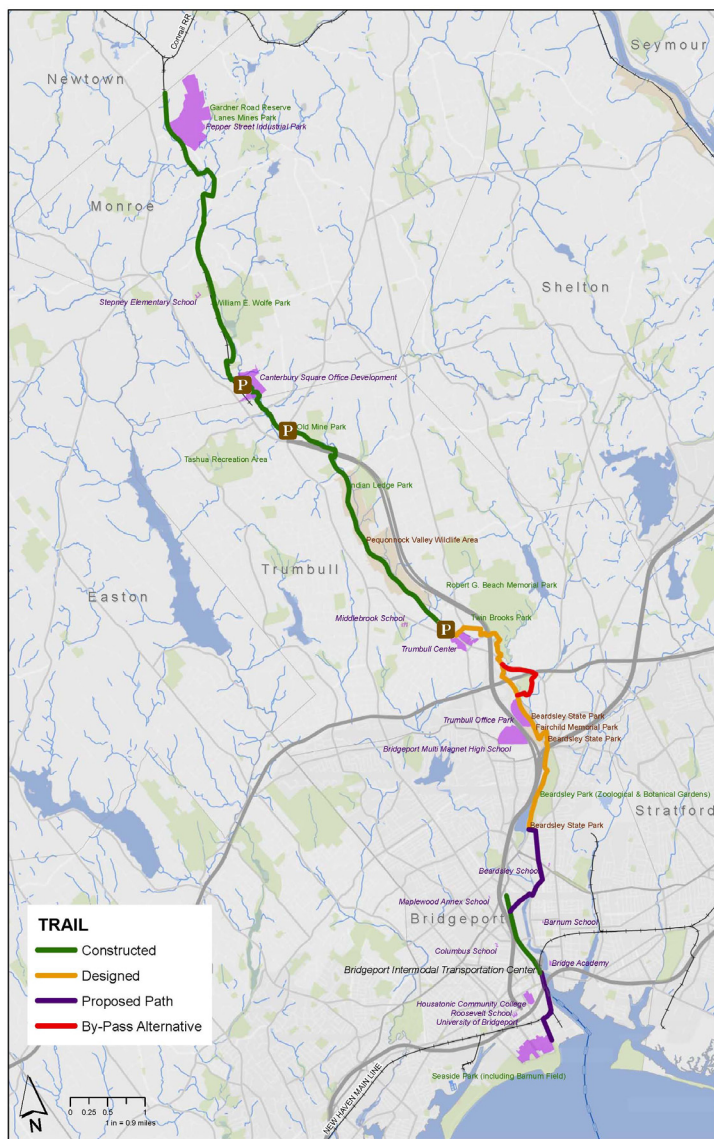 Conrail RR
Seymour
Newtown
Gardner Road Reserve
Lanes Mines Park
Pepper Street Industrial Park
Monroe
Shelton
Stepney Elementary School
William E. Wolfe Park
Canterbury Square Office Development
P
P
Old Mine Park
Tashua Recreation Area
Indian Ledge Park
Pequonnock Valley Wildlife Area
Trumbull
Robert G. Beach Memorial Park
Easton
Twin Brooks Park
Middlebrook School
P
Trumbull Center
Trumbull Office Park
Beardsley State Park
Fairchild Memorial Park
Beardsley State Park
Bridgeport Multi Magnet High School
Beardsley Park (Zoological & Botanical Gardens)
Stratford
Beardsley State Park
Beardsley School
Maplewood Annex School
Bridgeport
Barnum School
Columbus School
Bridge Academy
Bridgeport Intermodal Transportation Center
Housatonic Community College
Roosevelt School
University of Bridgeport
Seaside Park (including Barnum Field)
NEW HAVEN MAIN LINE
TRAIL
Constructed
Designed
Proposed Path
By-Pass Alternative
N
0 0.25 0.5 1
1 in = 0.9 miles